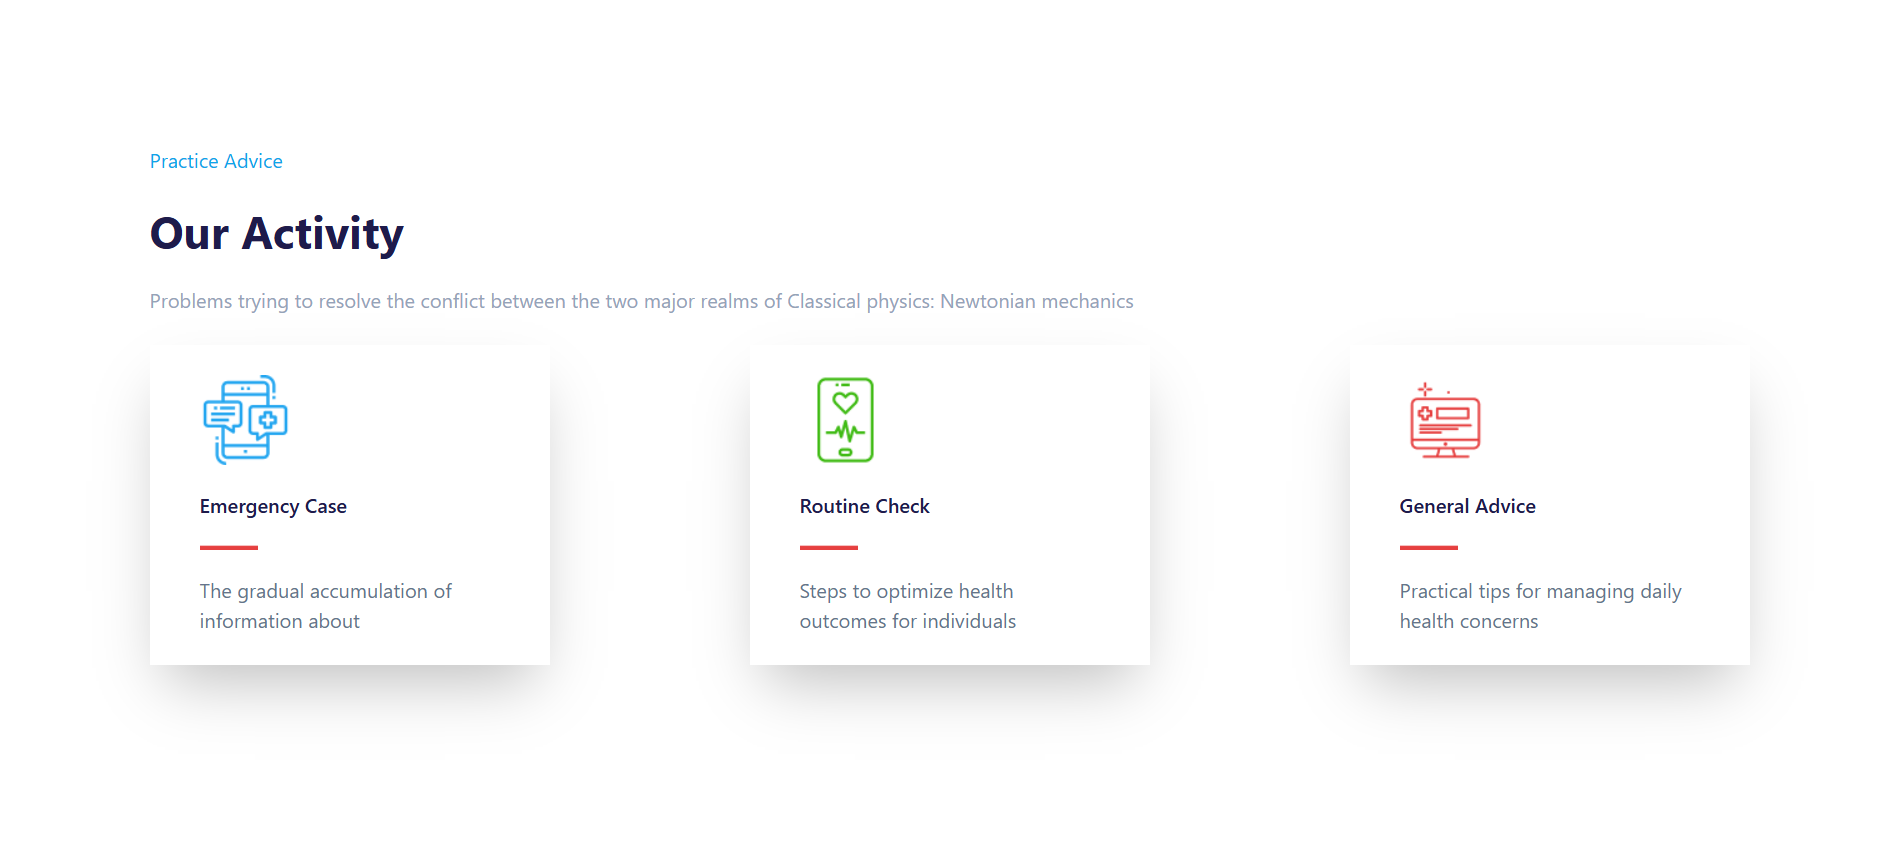 Practice Advice
Our Activity
Problems trying to resolve the conflict between the two major realms of Classical physics: Newtonian mechanics
Emergency Case
The gradual accumulation of
information about
Routine Check
Steps to optimize health
outcomes for individuals
General Advice
Practical tips for managing daily
health concerns